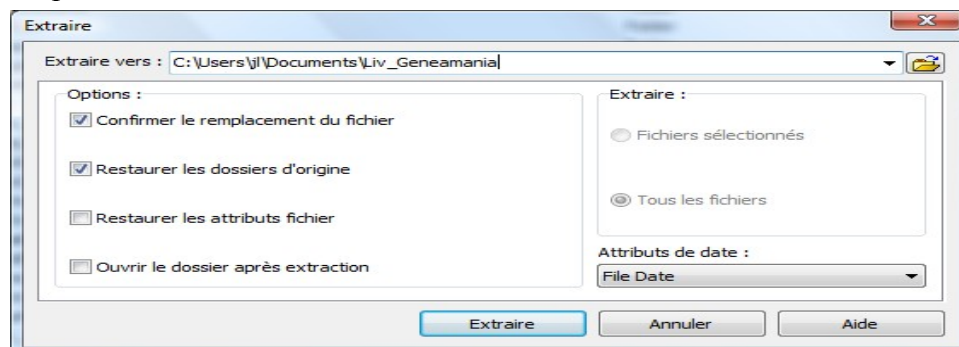 Extraire
Extraire vers : C:\Users\jl\Documents\Liv_Geneamania
Options :
Confirmer le remplacement du fichier
Restaurer les dossiers d'origine
Restaurer les attributs fichier
Ouvrir le dossier après extraction
Extraire :
Fichiers sélectionnés
Tous les fichiers
Attributs de date :
File Date
Extraire
Annuler
Aide